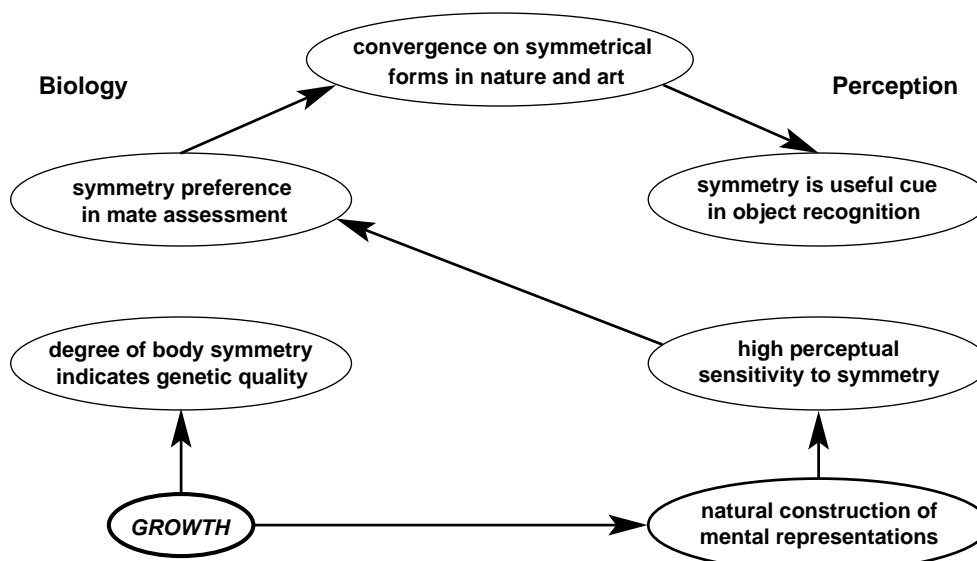 convergence on symmetrical
forms in nature and art
Biology
Perception
symmetry preference
in mate assessment
symmetry is useful cue
in object recognition
degree of body symmetry
indicates genetic quality
high perceptual
sensitivity to symmetry
GROWTH
natural construction of
mental representations